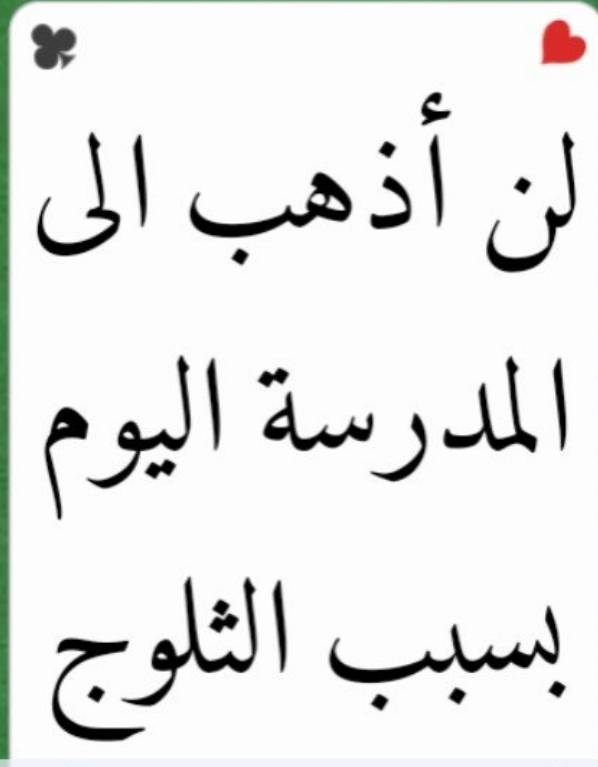 لن أذهب الى
المدرسة اليوم
بسبب الثلوج